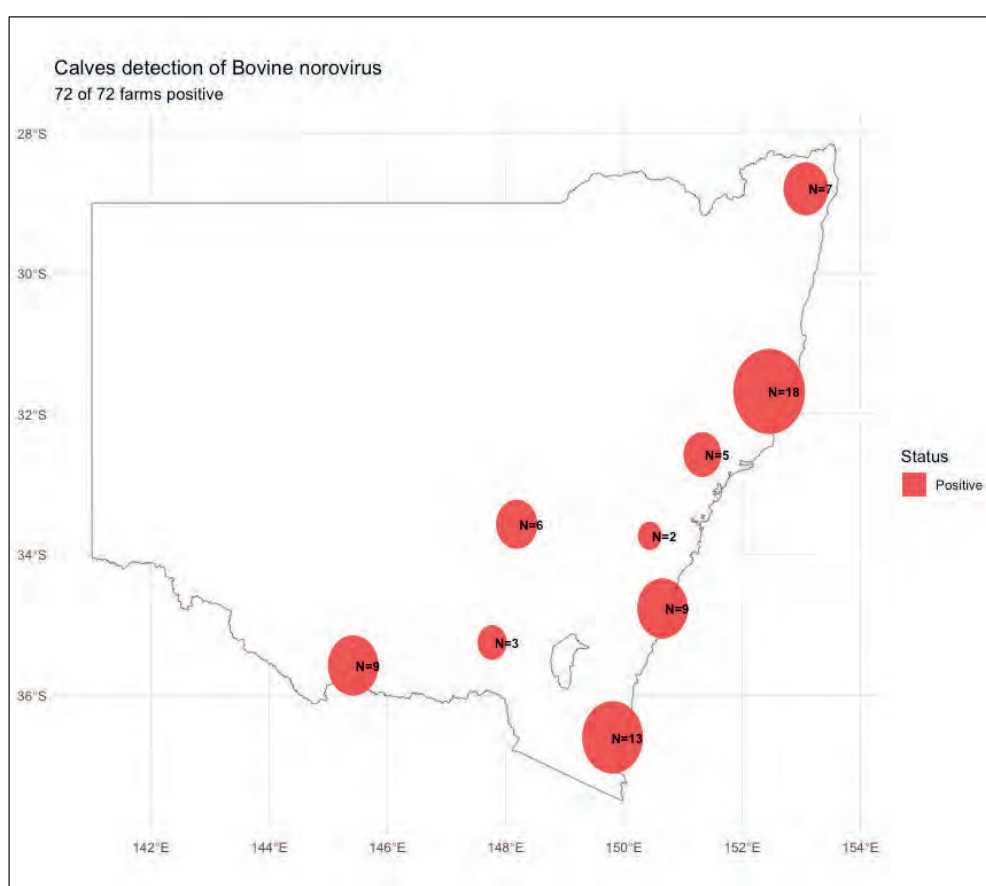 Calves detection of Bovine norovirus
72 of 72 farms positive
28°S
N=7
30°S
N=18
32°S
N=5
Status
Positive
N=6
N=2
34°S
N=9
N=3
N=9
36°S
N=13
142°E 144°E 146°E 148°E 150°E 152°E 154°E